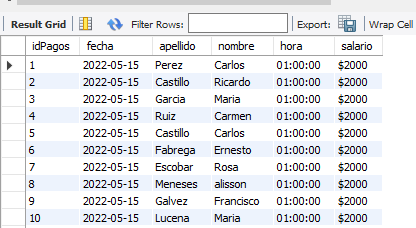 Result Grid Filter Rows: Export: Wrap Cell
idPagos fecha apellido nombre hora salario
1 2022-05-15 Perez Carlos 01:00:00 $2000
2 2022-05-15 Castillo Ricardo 01:00:00 $2000
3 2022-05-15 Garcia Maria 01:00:00 $2000
4 2022-05-15 Ruiz Carmen 01:00:00 $2000
5 2022-05-15 Castillo Carlos 01:00:00 $2000
6 2022-05-15 Fabrega Ernesto 01:00:00 $2000
7 2022-05-15 Escobar Rosa 01:00:00 $2000
8 2022-05-15 Meneses alisson 01:00:00 $2000
9 2022-05-15 Galvez Francisco 01:00:00 $2000
10 2022-05-15 Lucena Maria 01:00:00 $2000